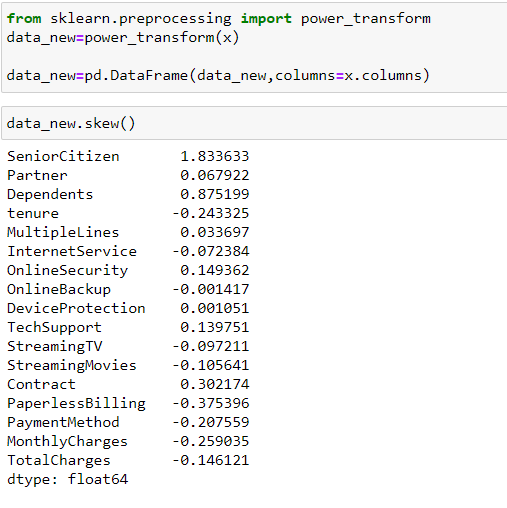 from sklearn.preprocessing import power_transform
data_new=power_transform(x)
data_new=pd.DataFrame(data_new,columns=x.columns)
data_new.skew()
SeniorCitizen 1.833633
Partner 0.067922
Dependents 0.875199
tenure -0.243325
MultipleLines 0.033697
InternetService -0.072384
OnlineSecurity 0.149362
OnlineBackup -0.001417
DeviceProtection 0.001051
TechSupport 0.139751
StreamingTV -0.097211
StreamingMovies -0.105641
Contract 0.302174
PaperlessBilling -0.375396
PaymentMethod -0.207559
MonthlyCharges -0.259035
TotalCharges -0.146121
dtype: float64